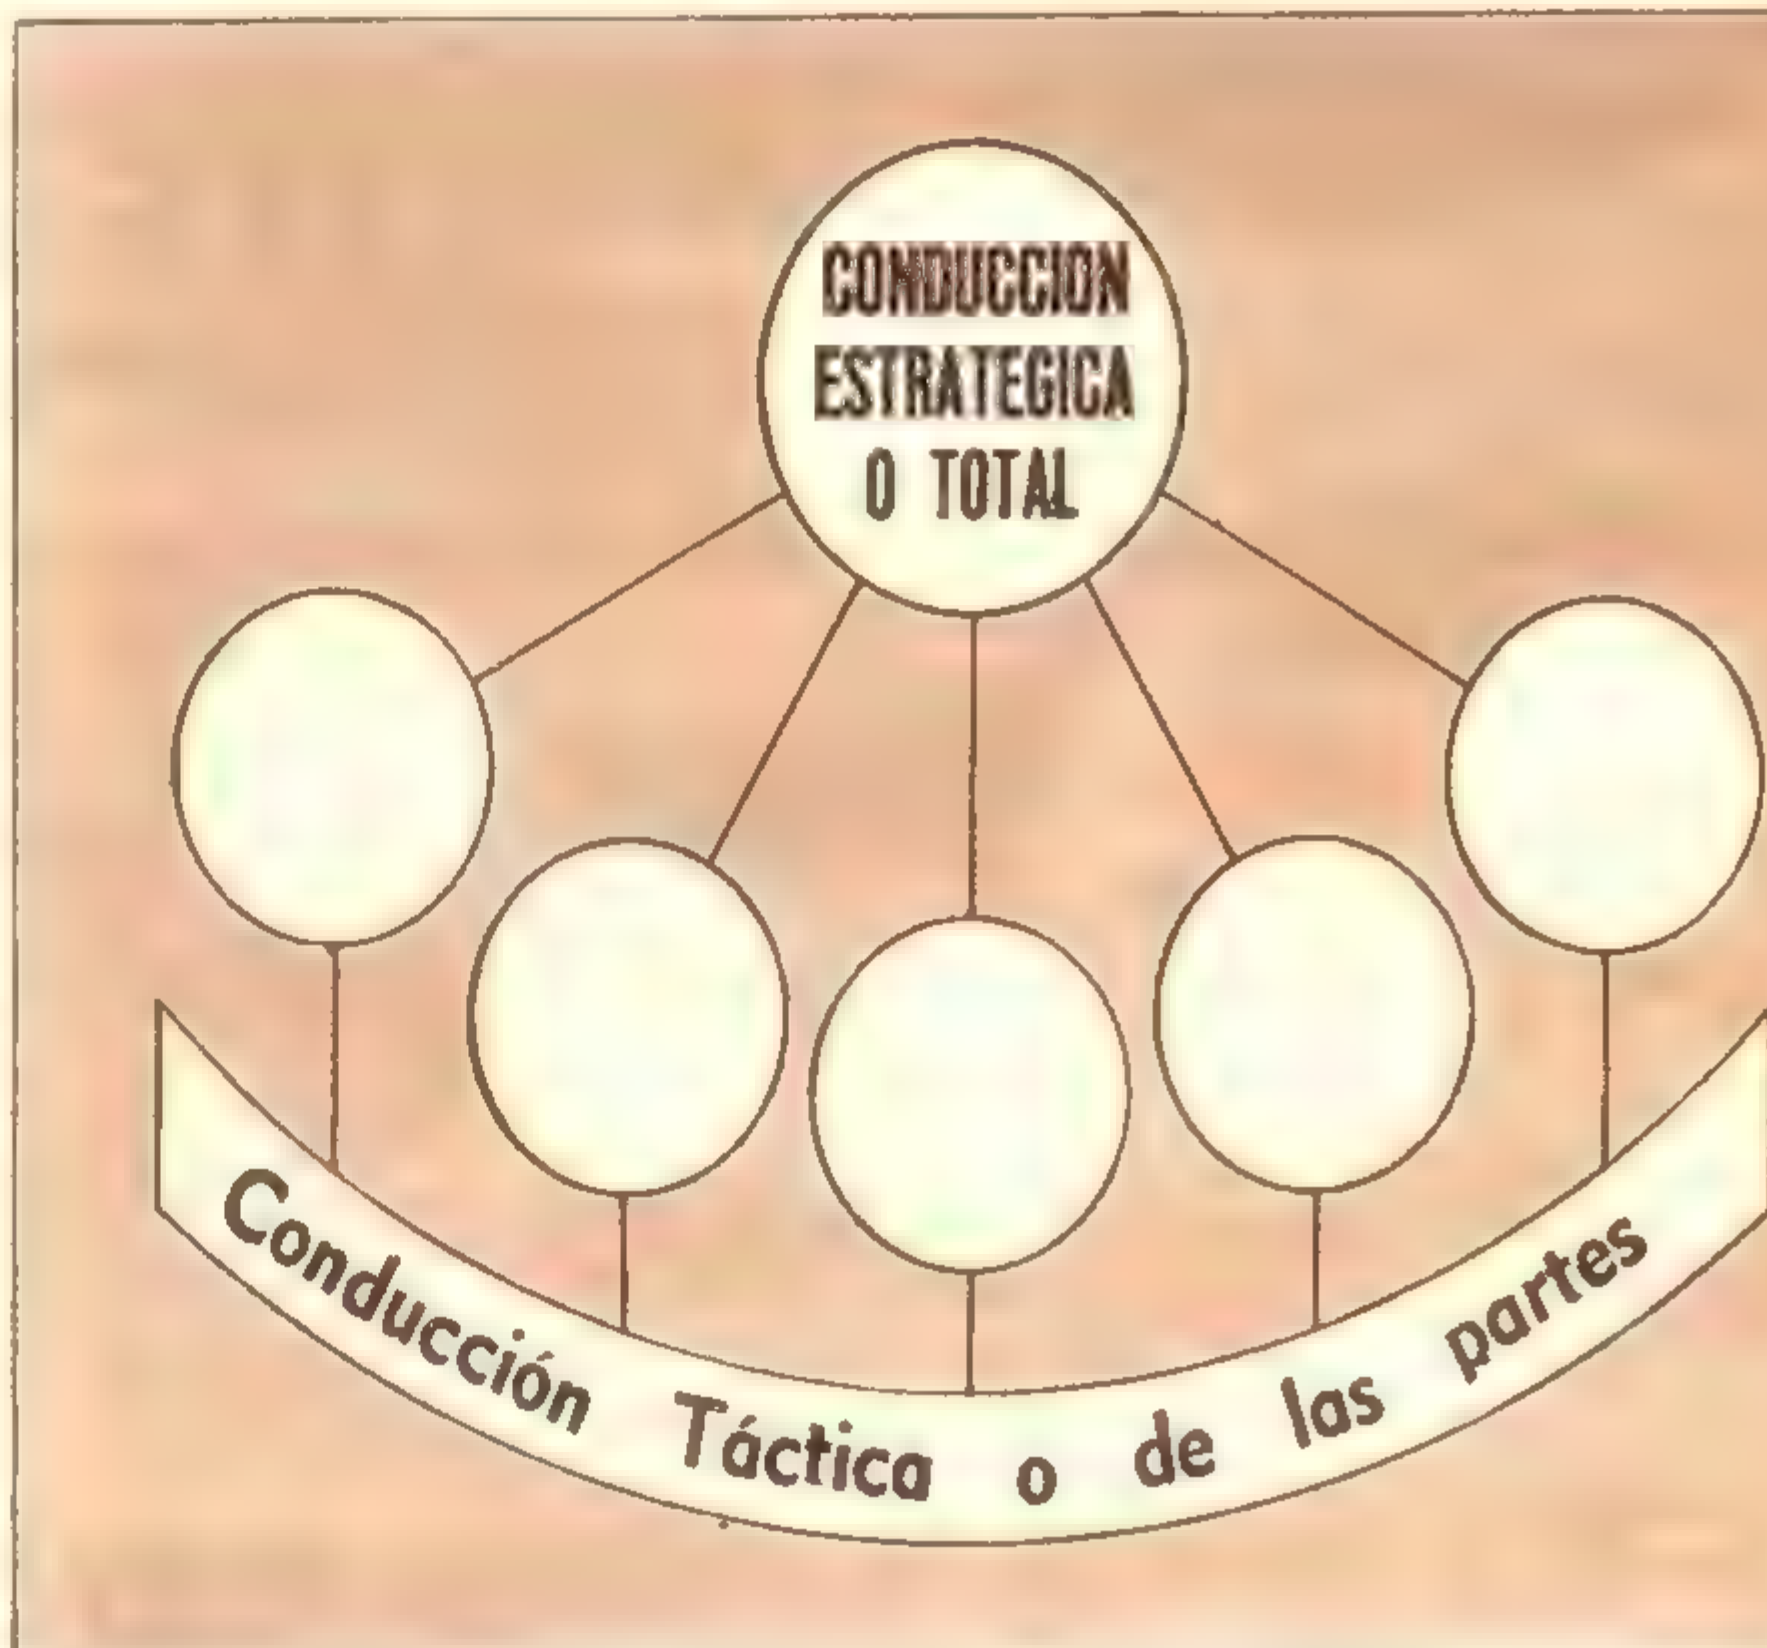 CONDUCCION
ESTRATEGICA
O TOTAL
Conducción Táctica o de las partes